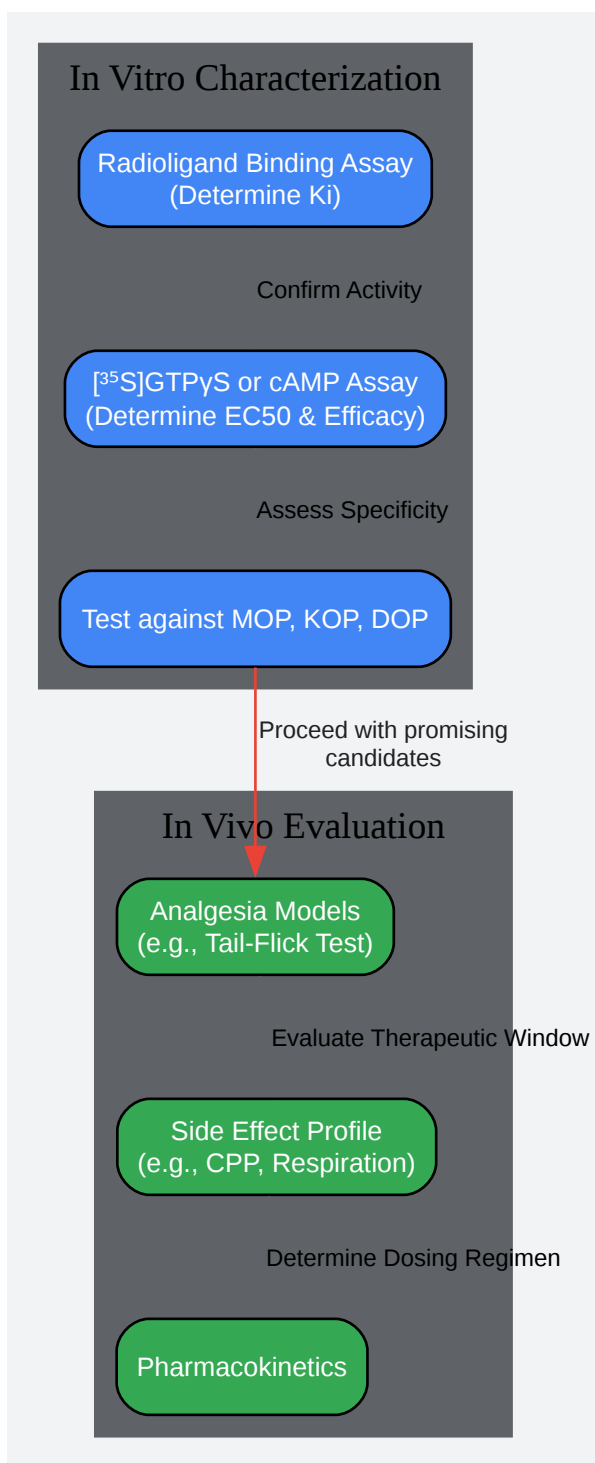 In Vitro Characterization
Radioligand Binding Assay
(Determine Ki)
Confirm Activity
[³⁵S]GTPγS or cAMP Assay
(Determine EC50 & Efficacy)
Assess Specificity
Test against MOP, KOP, DOP
Proceed with promising
candidates
In Vivo Evaluation
Analgesia Models
(e.g., Tail-Flick Test)
Evaluate Therapeutic Window
Side Effect Profile
(e.g., CPP, Respiration)
Determine Dosing Regimen
Pharmacokinetics